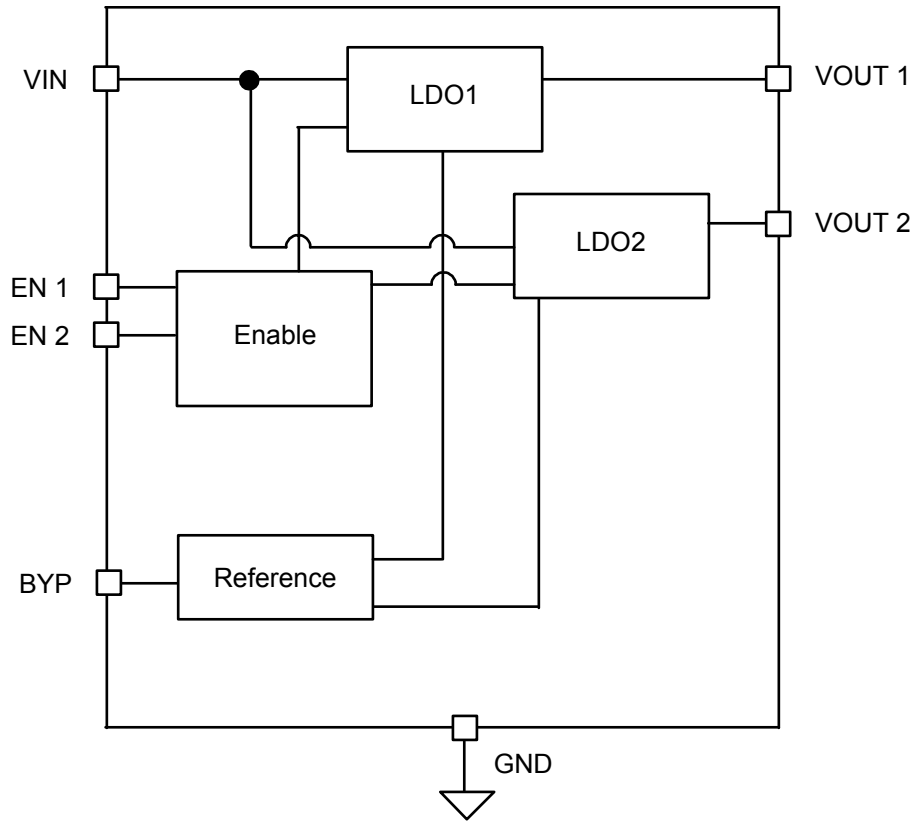 VIN
LDO1
VOUT 1
LDO2
VOUT 2
EN 1
EN 2
Enable
BYP
Reference
GND